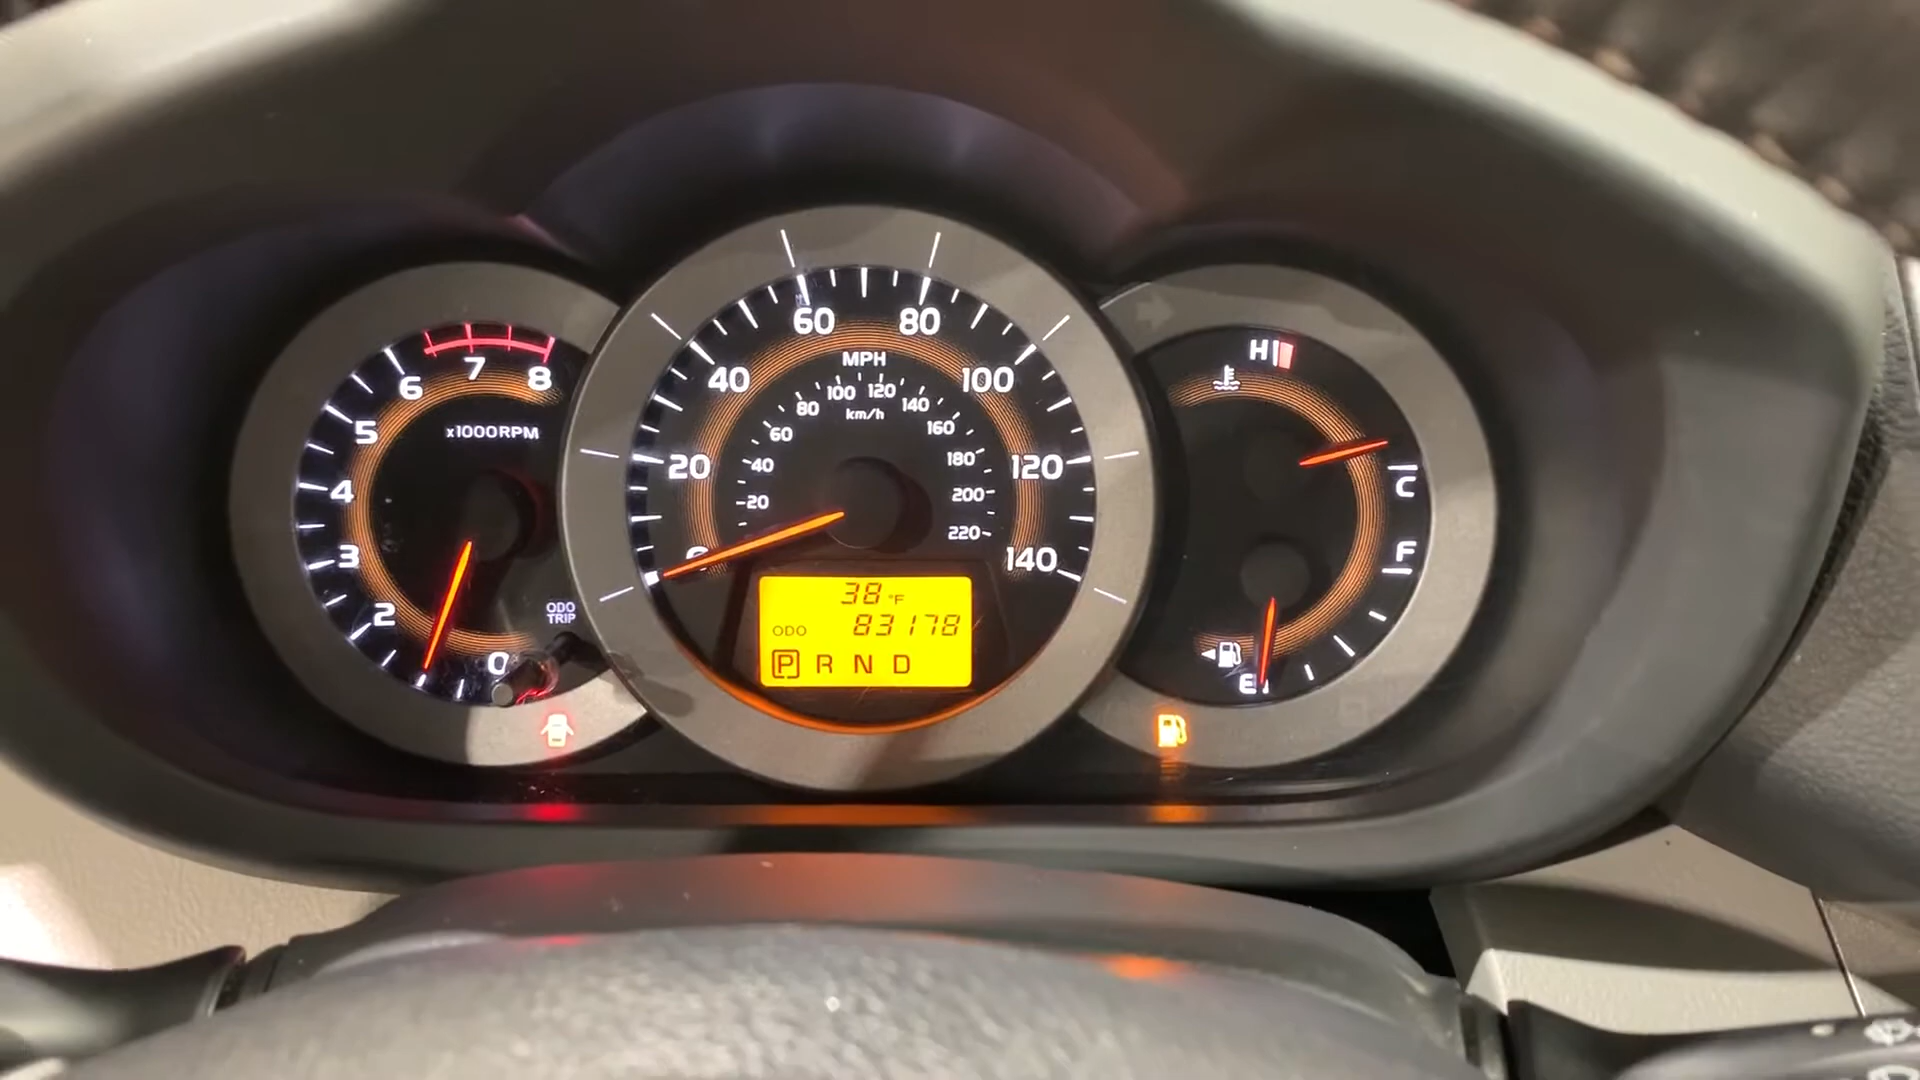 6 7 8
5
4
3
2
0
x1000RPM
ODO
TRIP
20 40 60 80 100 120 140
MPH
20 40 60 80 100 120 140 160 180 200 220
km/h
38 °F
ODO 83178
P R N D
H
C
F
E